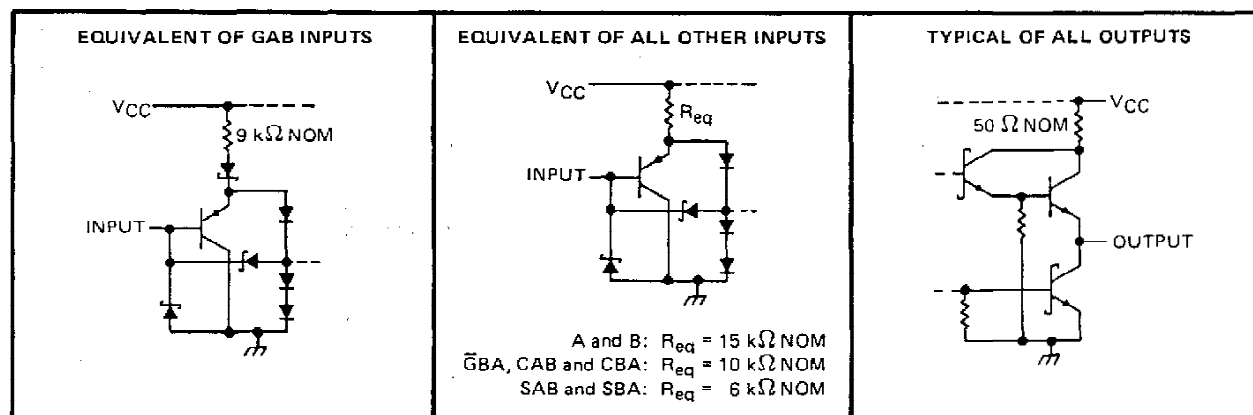 EQUIVALENT OF GAB INPUTS
VCC
9 kΩ NOM
INPUT
EQUIVALENT OF ALL OTHER INPUTS
VCC
Req
INPUT
A and B: Req = 15 kΩ NOM
G̅BA, CAB and CBA: Req = 10 kΩ NOM
SAB and SBA: Req = 6 kΩ NOM
TYPICAL OF ALL OUTPUTS
VCC
50 Ω NOM
OUTPUT